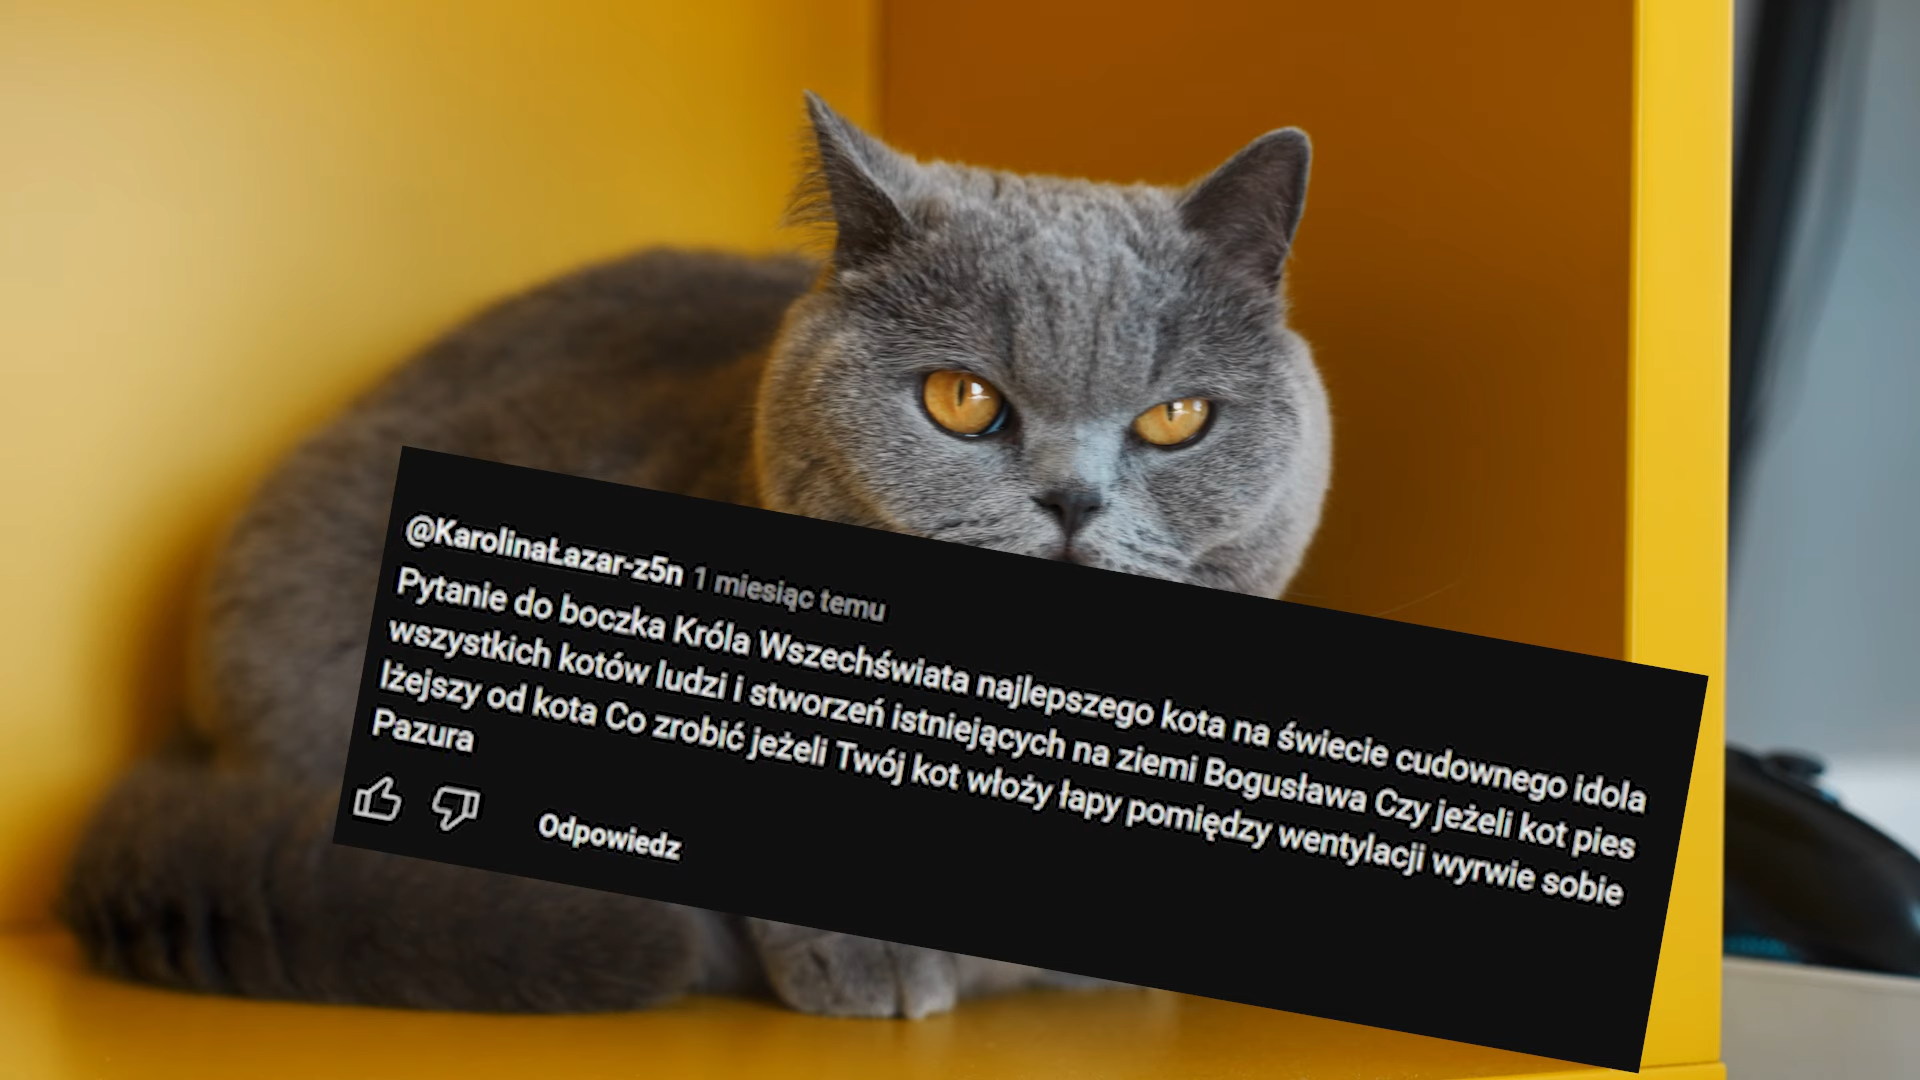 @KarolinaŁazar-z5n 1 miesiąc temu
Pytanie do boczka Króla Wszechświata najlepszego kota na świecie cudownego idola
wszystkich kotów ludzi i stworzeń istniejących na ziemi Bogusława Czy jeżeli kot pies
lżejszy od kota Co zrobić jeżeli Twój kot włoży łapy pomiędzy wentylacji wyrwie sobie
Pazura
Odpowiedz